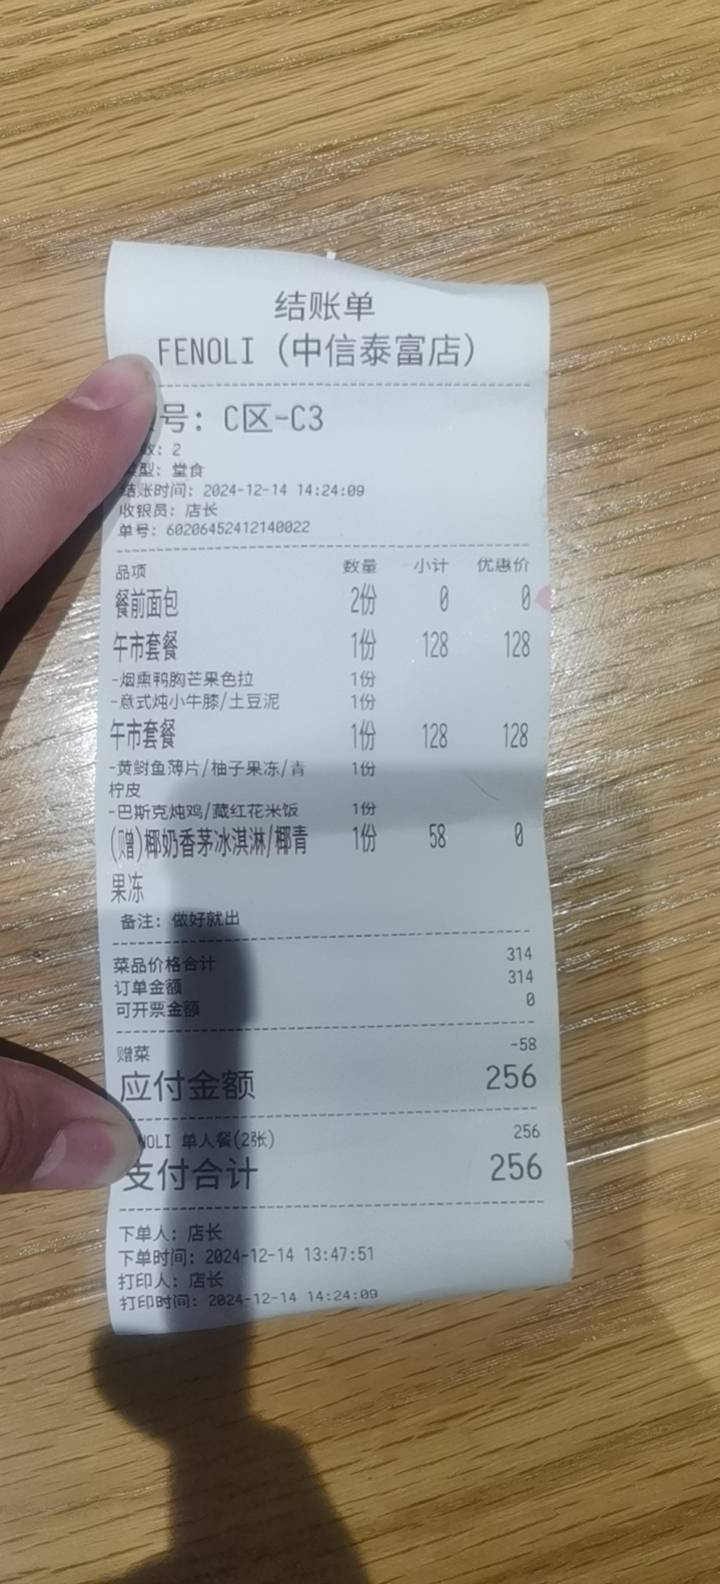 结账单
FENOLI（中信泰富店）
号：C区-C3
数：2
型：堂食
结账时间：2024-12-14 14:24:09
收银员：店长
单号：60206452412140022
品项 数量 小计 优惠价
餐前面包 2份 0 0
午市套餐 1份 128 128
-烟熏鸭胸芒果色拉 1份
-意式炖小牛膝/土豆泥 1份
午市套餐 1份 128 128
-黄鲥鱼薄片/柚子果冻/青 1份
柠皮
-巴斯克炖鸡/藏红花米饭 1份
(赠)椰奶香茅冰淇淋/椰青 1份 58 0
果冻
备注：做好就出
菜品价格合计 314
订单金额 314
可开票金额 0
赠菜 -58
应付金额 256
NOLI 单人餐(2张) 256
支付合计 256
下单人：店长
下单时间：2024-12-14 13:47:51
打印人：店长
打印时间：2024-12-14 14:24:09